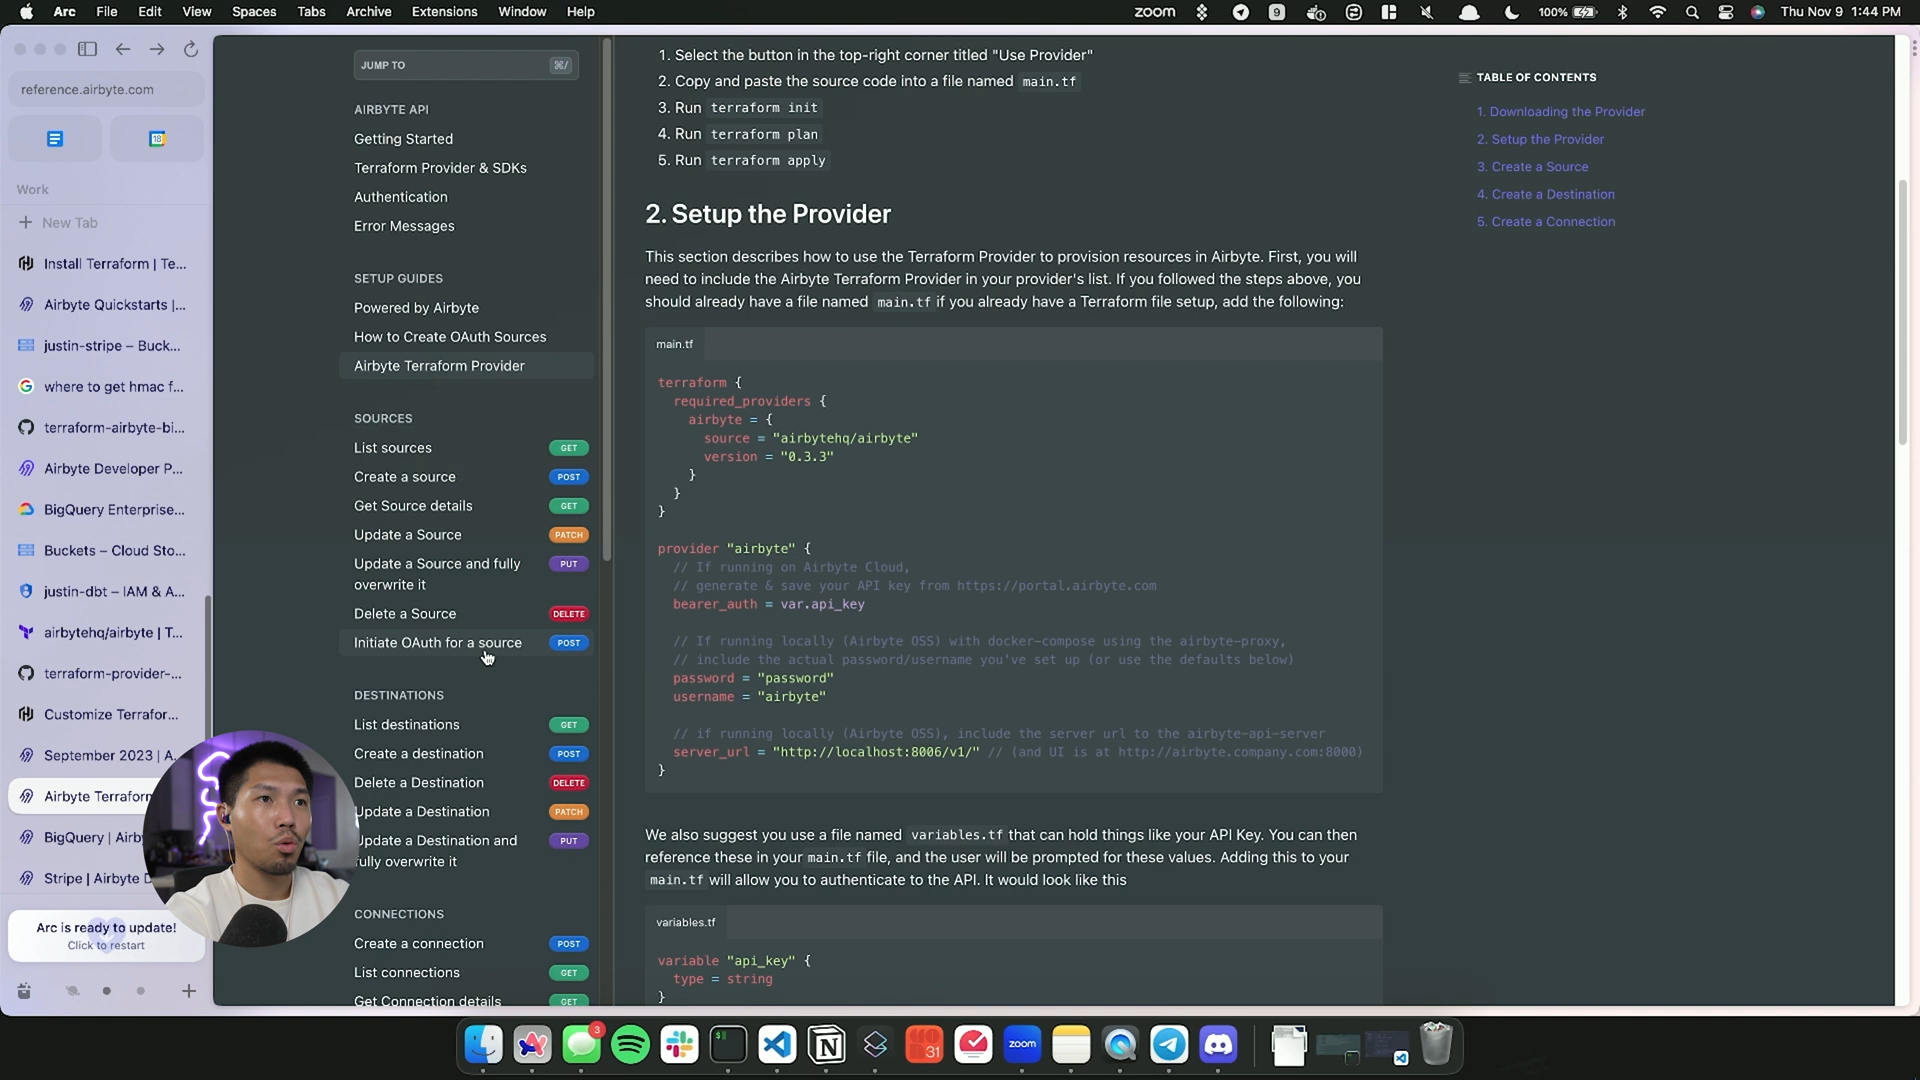 Arc File Edit View Spaces Tabs Archive Extensions Window Help
zoom 9 100% Thu Nov 9 1:44 PM
reference.airbyte.com
18
Work
New Tab
Install Terraform | Te...
Airbyte Quickstarts |...
justin-stripe – Buck...
where to get hmac f...
terraform-airbyte-bi...
Airbyte Developer P...
BigQuery Enterprise...
Buckets – Cloud Sto...
justin-dbt – IAM & A...
airbytehq/airbyte | T...
terraform-provider-...
Customize Terrafor...
September 2023 | A...
Airbyte Terraform
BigQuery | Airb
Stripe | Airbyte D
Arc is ready to update!
Click to restart
JUMP TO ⌘/
AIRBYTE API
Getting Started
Terraform Provider & SDKs
Authentication
Error Messages
SETUP GUIDES
Powered by Airbyte
How to Create OAuth Sources
Airbyte Terraform Provider
SOURCES
List sources GET
Create a source POST
Get Source details GET
Update a Source PATCH
Update a Source and fully PUT
overwrite it
Delete a Source DELETE
Initiate OAuth for a source POST
DESTINATIONS
List destinations GET
Create a destination POST
Delete a Destination DELETE
Update a Destination PATCH
Update a Destination and PUT
fully overwrite it
CONNECTIONS
Create a connection POST
List connections GET
Get Connection details GET
1. Select the button in the top-right corner titled "Use Provider"
2. Copy and paste the source code into a file named main.tf
3. Run terraform init
4. Run terraform plan
5. Run terraform apply
2. Setup the Provider
This section describes how to use the Terraform Provider to provision resources in Airbyte. First, you will
need to include the Airbyte Terraform Provider in your provider's list. If you followed the steps above, you
should already have a file named main.tf if you already have a Terraform file setup, add the following:
main.tf
terraform {
required_providers {
airbyte = {
source = "airbytehq/airbyte"
version = "0.3.3"
}
}
}
provider "airbyte" {
// If running on Airbyte Cloud,
// generate & save your API key from https://portal.airbyte.com
bearer_auth = var.api_key
// If running locally (Airbyte OSS) with docker-compose using the airbyte-proxy,
// include the actual password/username you've set up (or use the defaults below)
password = "password"
username = "airbyte"
// if running locally (Airbyte OSS), include the server url to the airbyte-api-server
server_url = "http://localhost:8006/v1/" // (and UI is at http://airbyte.company.com:8000)
}
We also suggest you use a file named variables.tf that can hold things like your API Key. You can then
reference these in your main.tf file, and the user will be prompted for these values. Adding this to your
main.tf will allow you to authenticate to the API. It would look like this
variables.tf
variable "api_key" {
type = string
}
TABLE OF CONTENTS
1. Downloading the Provider
2. Setup the Provider
3. Create a Source
4. Create a Destination
5. Create a Connection
3
31
zoom